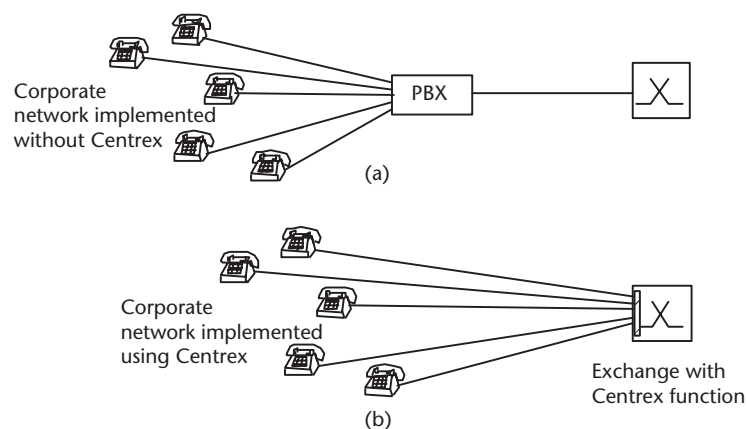 Corporate
network implemented
without Centrex
PBX
(a)
Corporate
network implemented
using Centrex
Exchange with
Centrex function
(b)